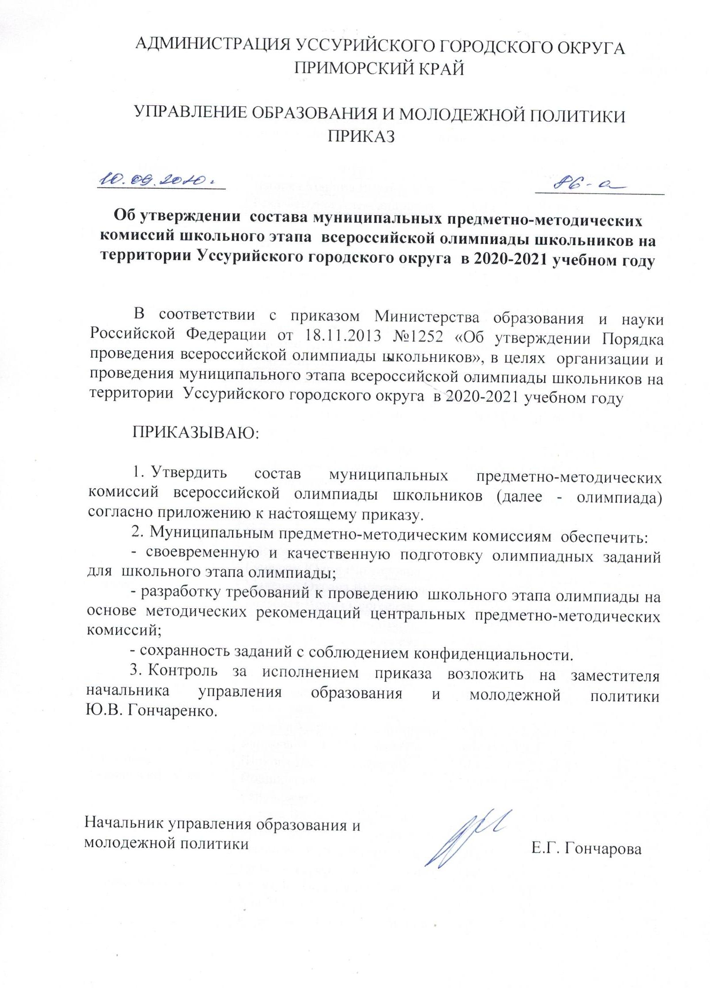 АДМИНИСТРАЦИЯ УССУРИЙСКОГО ГОРОДСКОГО ОКРУГА
ПРИМОРСКИЙ КРАЙ
УПРАВЛЕНИЕ ОБРАЗОВАНИЯ И МОЛОДЕЖНОЙ ПОЛИТИКИ
ПРИКАЗ
10.09.2020 г. 86-а
Об утверждении состава муниципальных предметно-методических
комиссий школьного этапа всероссийской олимпиады школьников на
территории Уссурийского городского округа в 2020-2021 учебном году
В соответствии с приказом Министерства образования и науки
Российской Федерации от 18.11.2013 №1252 «Об утверждении Порядка
проведения всероссийской олимпиады школьников», в целях организации и
проведения муниципального этапа всероссийской олимпиады школьников на
территории Уссурийского городского округа в 2020-2021 учебном году
ПРИКАЗЫВАЮ:
1. Утвердить состав муниципальных предметно-методических
комиссий всероссийской олимпиады школьников (далее - олимпиада)
согласно приложению к настоящему приказу.
2. Муниципальным предметно-методическим комиссиям обеспечить:
- своевременную и качественную подготовку олимпиадных заданий
для школьного этапа олимпиады;
- разработку требований к проведению школьного этапа олимпиады на
основе методических рекомендаций центральных предметно-методических
комиссий;
- сохранность заданий с соблюдением конфиденциальности.
3. Контроль за исполнением приказа возложить на заместителя
начальника управления образования и молодежной политики
Ю.В. Гончаренко.
Начальник управления образования и
молодежной политики
Е.Г. Гончарова